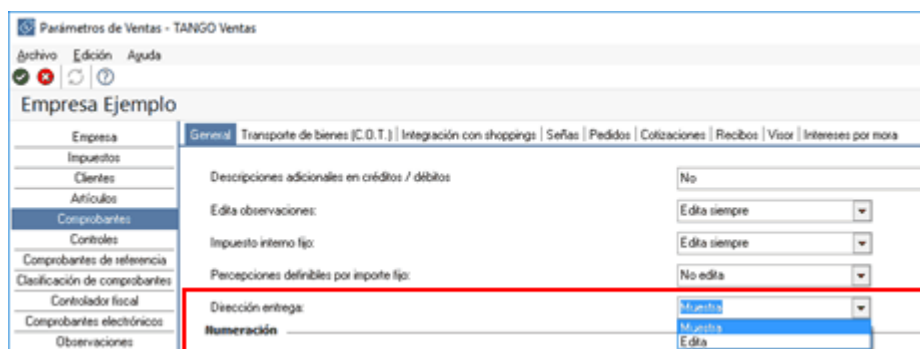 Parámetros de Ventas - TANGO Ventas
Archivo Edición Ayuda
Empresa Ejemplo
Empresa
Impuestos
Clientes
Artículos
Comprobantes
Controles
Comprobantes de referencia
Clasificación de comprobantes
Controlador fiscal
Comprobantes electrónicos
Observaciones
General Transporte de bienes (C.O.T.) Integración con shoppings Señas Pedidos Cotizaciones Recibos Visor Intereses por mora
Descripciones adicionales en créditos / débitos No
Edita observaciones: Edita siempre
Impuesto interno fijo: Edita siempre
Percepciones definibles por importe fijo: No edita
Dirección entrega: Muestra
Numeración Muestra
Edita